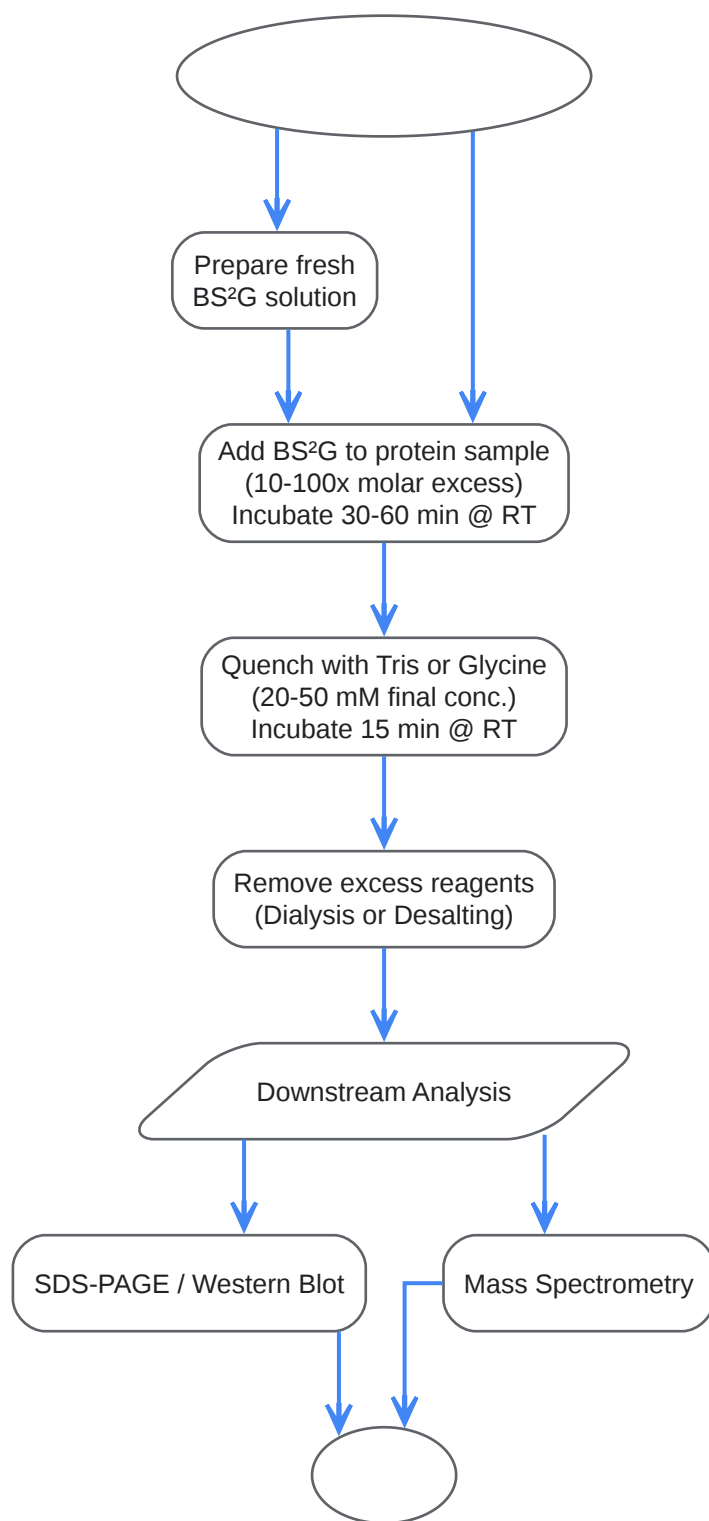 Prepare fresh
BS²G solution
Add BS²G to protein sample
(10-100x molar excess)
Incubate 30-60 min @ RT
Quench with Tris or Glycine
(20-50 mM final conc.)
Incubate 15 min @ RT
Remove excess reagents
(Dialysis or Desalting)
Downstream Analysis
SDS-PAGE / Western Blot
Mass Spectrometry